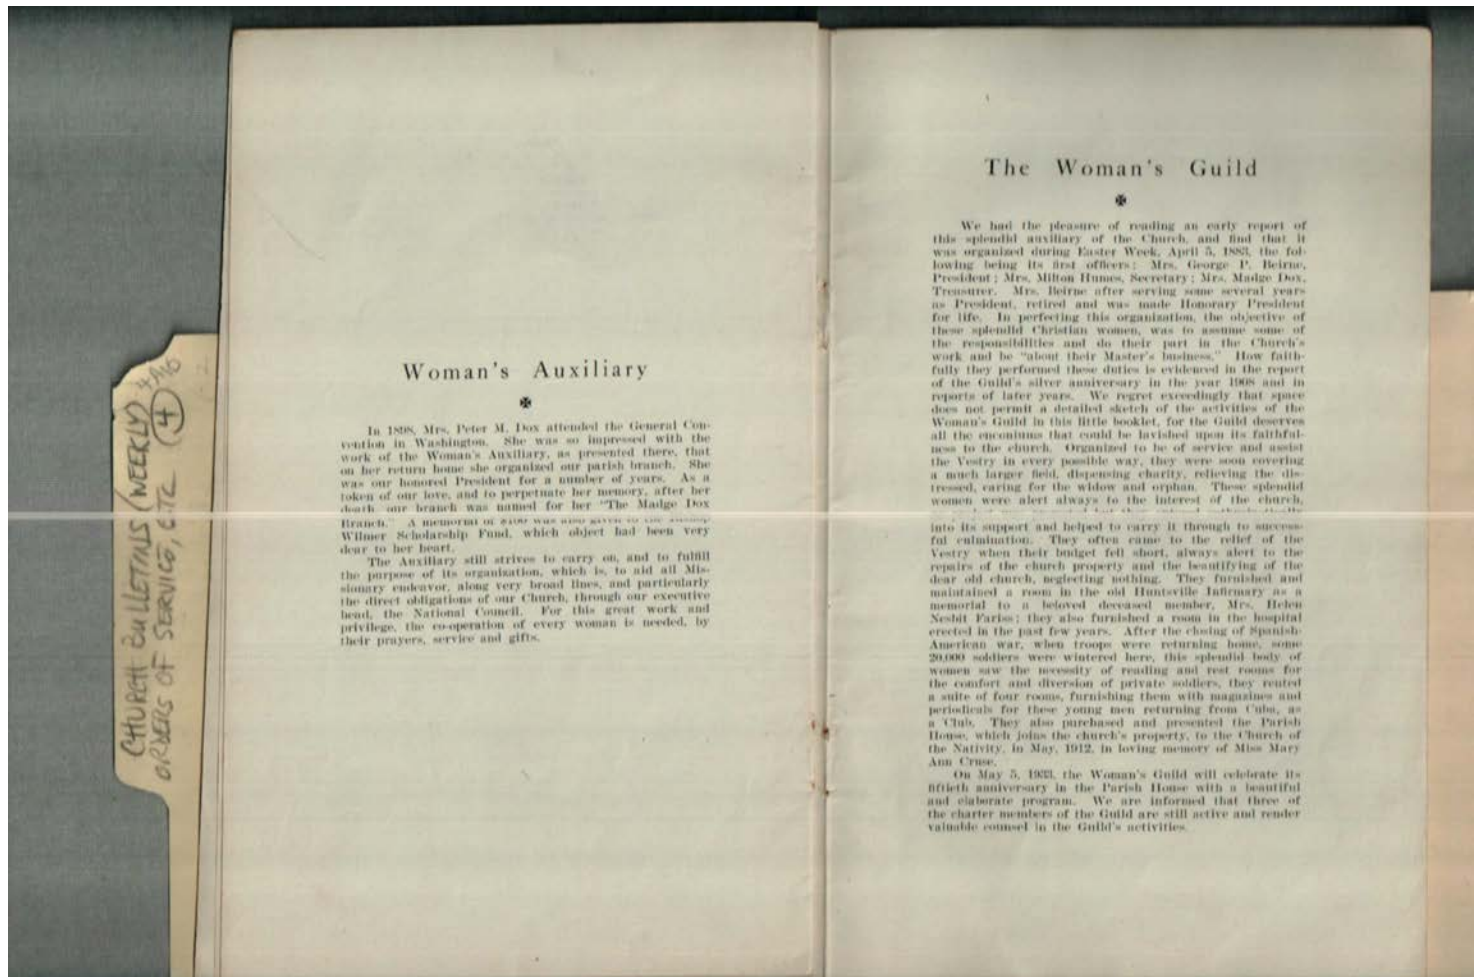 CHURCH BULLETINS (WEEKLY) AND
ORDERS OF SERVICE, ETC 4
Woman's Auxiliary
In 1898, Mrs. Peter M. Dox attended the General Con-
vention in Washington. She was so impressed with the
work of the Woman's Auxiliary, as presented there, that
on her return home she organized our parish branch. She
was our honored President for a number of years. As a
token of our love, and to perpetuate her memory, after her
death our branch was named for her "The Madge Dox
Branch." A memorial of $100 was also given to the Bishop
Wilmer Scholarship Fund, which object had been very
dear to her heart.
The Auxiliary still strives to carry on, and to fulfill
the purpose of its organization, which is, to aid all Mis-
sionary endeavor, along very broad lines, and particularly
the direct obligations of our Church, through our executive
head, the National Council. For this great work and
privilege, the co-operation of every woman is needed, by
their prayers, service and gifts.
The Woman's Guild
We had the pleasure of reading an early report of
this splendid auxiliary of the Church, and find that it
was organized during Easter Week, April 5, 1883, the fol-
lowing being its first officers; Mrs. George P. Beirne,
President; Mrs. Milton Humes, Secretary; Mrs. Madge Dox,
Treasurer. Mrs. Beirne after serving some several years
as President, retired and was made Honorary President
for life. In perfecting this organization, the objective of
these splendid Christian women, was to assume some of
the responsibilities and do their part in the Church's
work and be "about their Master's business." How faith-
fully they performed these duties is evidenced in the report
of the Guild's silver anniversary in the year 1908 and in
reports of later years. We regret exceedingly that space
does not permit a detailed sketch of the activities of the
Woman's Guild in this little booklet, for the Guild deserves
all the enconiums that could be lavished upon its faithful-
ness to the church. Organized to be of service and assist
the Vestry in every possible way, they were soon covering
a much larger field, dispensing charity, relieving the dis-
tressed, caring for the widow and orphan. These splendid
women were alert always to the interest of the church,
into its support and helped to carry it through to success-
ful culmination. They often came to the relief of the
Vestry when their budget fell short, always alert to the
repairs of the church property and the beautifying of the
dear old church, neglecting nothing. They furnished and
maintained a room in the old Huntsville Infirmary as a
memorial to a beloved deceased member, Mrs. Helen
Nesbit Fariss; they also furnished a room in the hospital
erected in the past few years. After the closing of Spanish-
American war, when troops were returning home, some
20,000 soldiers were wintered here, this splendid body of
women saw the necessity of reading and rest rooms for
the comfort and diversion of private soldiers, they rented
a suite of four rooms, furnishing them with magazines and
periodicals for these young men returning from Cuba, as
a Club. They also purchased and presented the Parish
House, which joins the church's property, to the Church of
the Nativity, in May, 1912, in loving memory of Miss Mary
Ann Cruse.
On May 5, 1933, the Woman's Guild will celebrate its
fiftieth anniversary in the Parish House with a beautiful
and elaborate program. We are informed that three of
the charter members of the Guild are still active and render
valuable counsel in the Guild's activities.